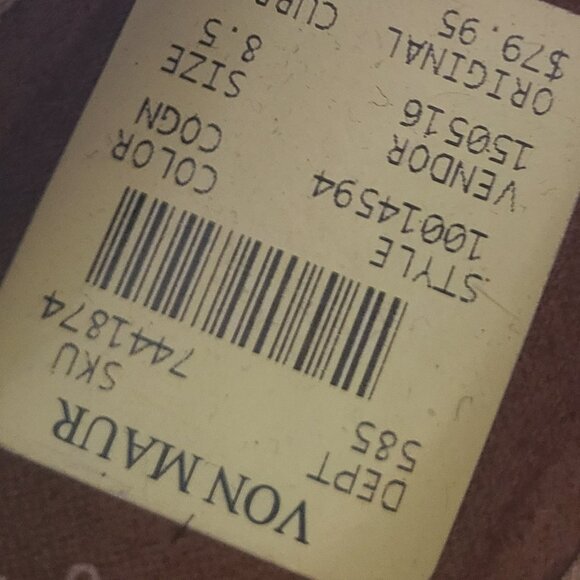 VON MAUR
DEPT SKU
585 7441874
STYLE COLOR
10014594 COGN
VENDOR SIZE
150516 8.5
ORIGINAL
$79.95